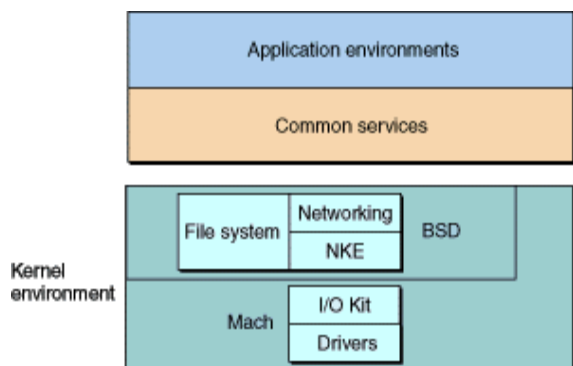 Application environments
Common services
File system
Networking
NKE
BSD
Kernel
environment
Mach
I/O Kit
Drivers